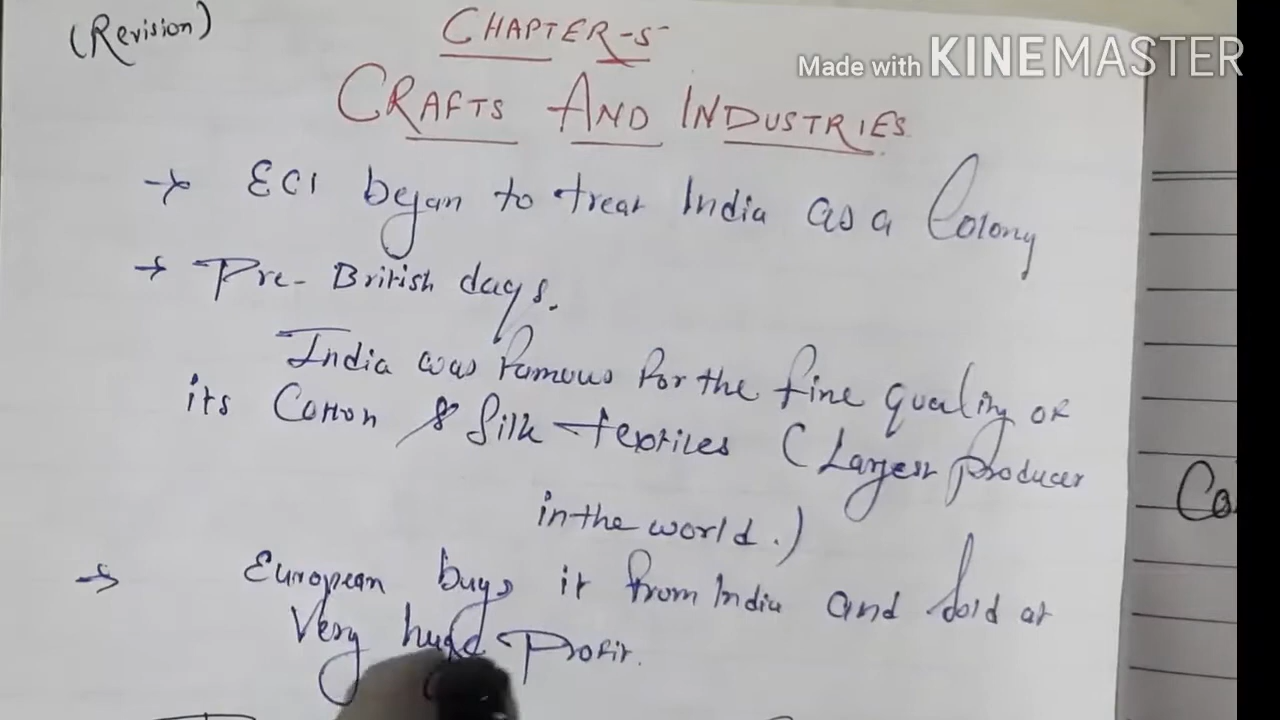 (Revision)
CHAPTER-5
Made with KINEMASTER
CRAFTS AND INDUSTRIES
→ ECI began to treat India as a Colony
→ Pre-British days.
India was famous for the fine quality of
its Cotton & Silk textiles (Largest producer
in the world.)
Co
→ European buys it from India and sold at
Very huge Profit.